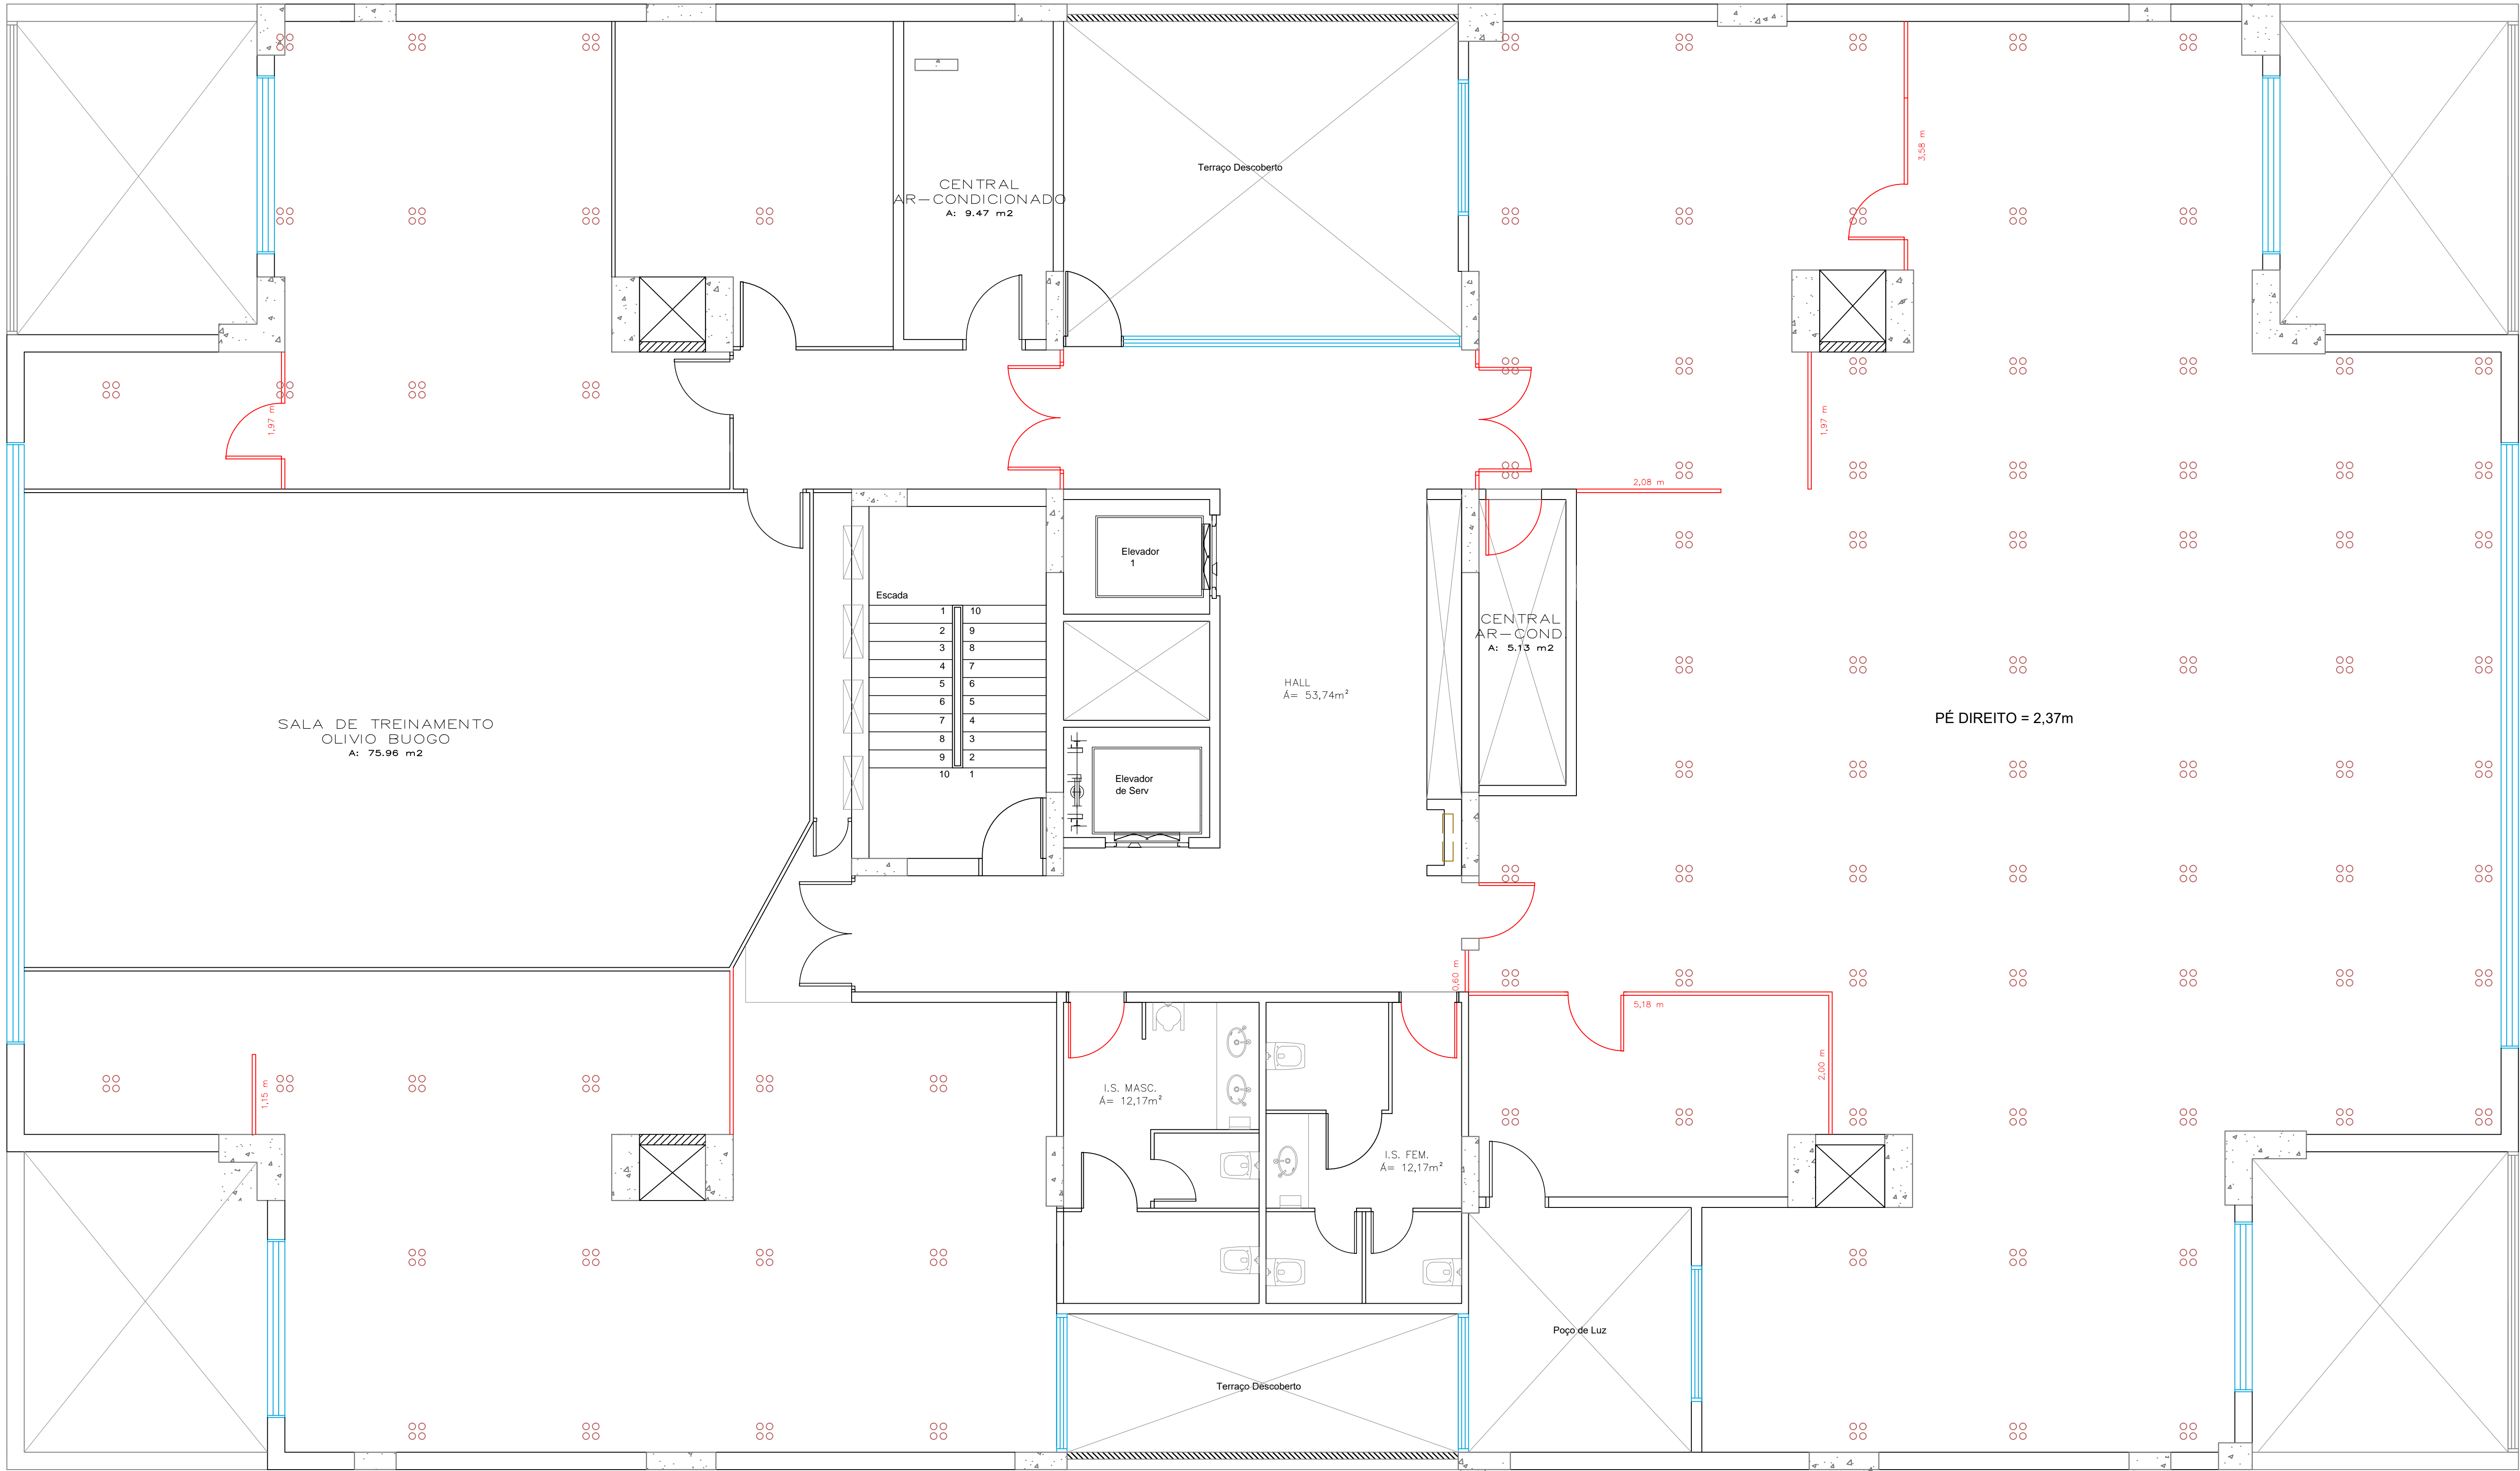 Terraço Descoberto
3,58 m
CENTRAL
AR-CONDICIONADO
A: 9.47 m2
1,97 m
1,97 m
2,08 m
Elevador
1
Escada
1 10
2 9
3 8
4 7
5 6
6 5
7 4
8 3
9 2
10 1
CENTRAL
AR-COND.
A: 5.13 m2
HALL
Á= 53,74m²
PÉ DIREITO = 2,37m
SALA DE TREINAMENTO
OLIVIO BUOGO
A: 75.96 m2
Elevador
de Serv
0,60 m
5,18 m
2,00 m
1,15 m
I.S. MASC.
Á= 12,17m²
I.S. FEM.
Á= 12,17m²
Poço de Luz
Terraço Descoberto